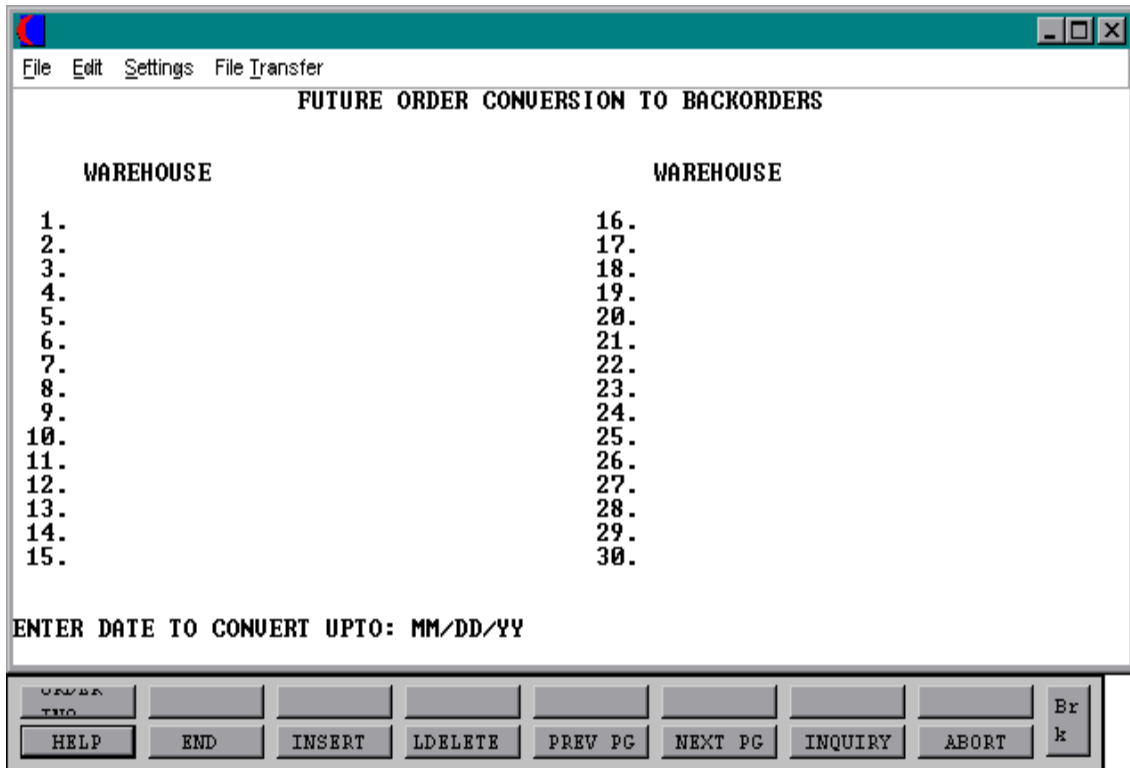 File Edit Settings File Transfer
FUTURE ORDER CONVERSION TO BACKORDERS
WAREHOUSE WAREHOUSE
1. 16.
2. 17.
3. 18.
4. 19.
5. 20.
6. 21.
7. 22.
8. 23.
9. 24.
10. 25.
11. 26.
12. 27.
13. 28.
14. 29.
15. 30.
ENTER DATE TO CONVERT UPTO: MM/DD/YY
ORDER
Br
HELP END INSERT LDELETE PREV PG NEXT PG INQUIRY ABORT k